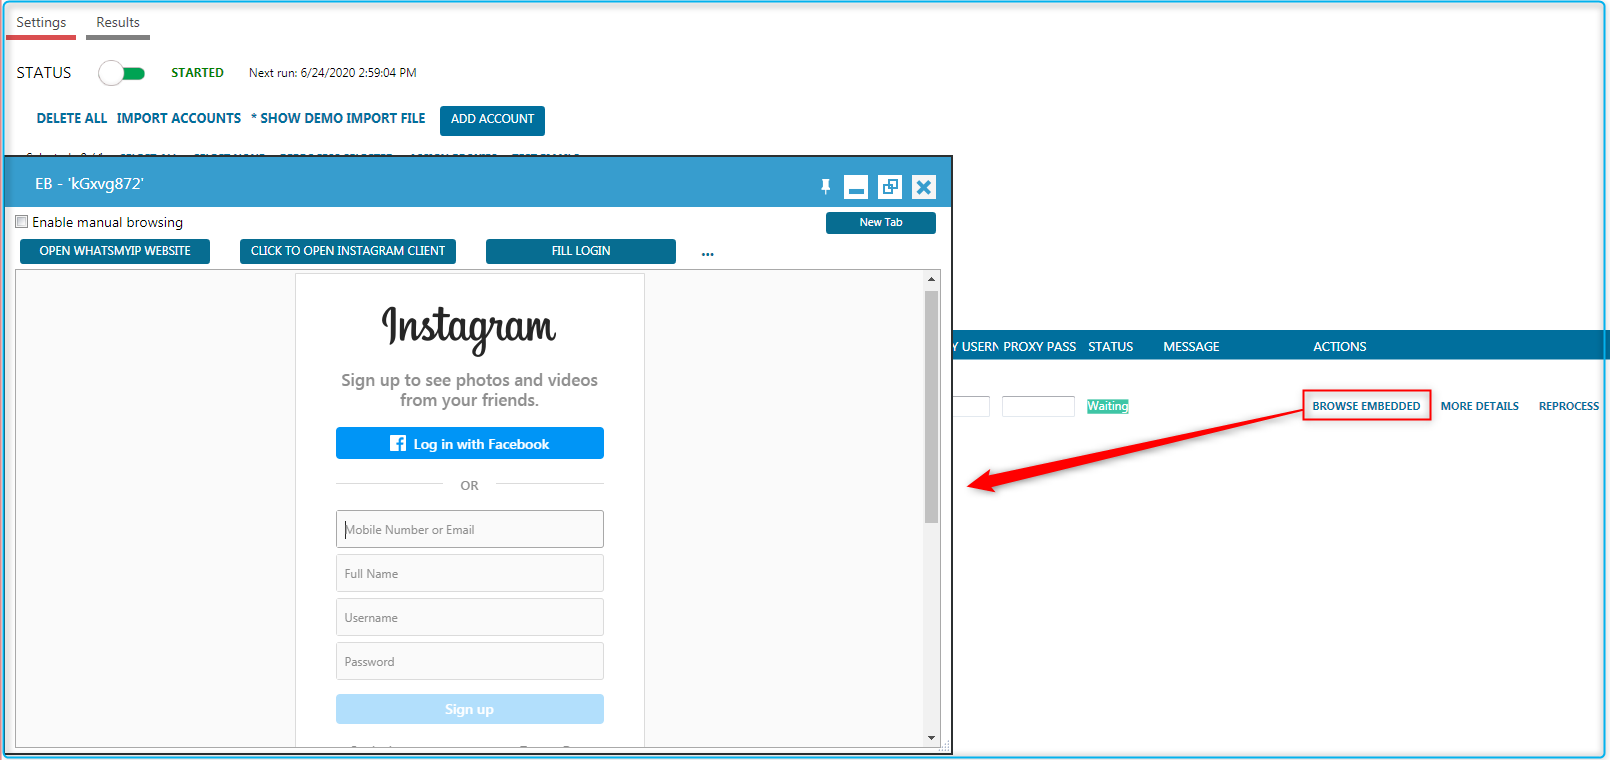 Settings Results
STATUS STARTED Next run: 6/24/2020 2:59:04 PM
DELETE ALL IMPORT ACCOUNTS * SHOW DEMO IMPORT FILE ADD ACCOUNT
EB - 'kGxvg872'
Enable manual browsing New Tab
OPEN WHATSMYIP WEBSITE CLICK TO OPEN INSTAGRAM CLIENT FILL LOGIN ...
Instagram
Sign up to see photos and videos
from your friends.
Log in with Facebook
OR
Mobile Number or Email
Full Name
Username
Password
Sign up
Y USERN PROXY PASS STATUS MESSAGE ACTIONS
Waiting BROWSE EMBEDDED MORE DETAILS REPROCESS